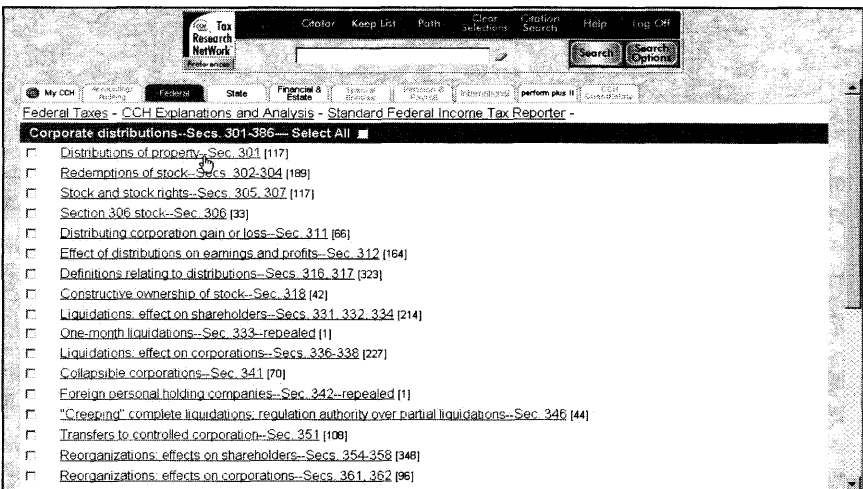 CCH Tax Research NetWork
Preferences
Citator Keep List Path Clear Selections Citation Search Help Log Off
Search Search Options
My CCH Accounting/ Auditing Federal State Financial & Estate Special Entities Pension & Payroll International perform plus II CCH
Federal Taxes - CCH Explanations and Analysis - Standard Federal Income Tax Reporter -
Corporate distributions--Secs. 301-386— Select All
Distributions of property--Sec. 301 [117]
Redemptions of stock--Secs. 302-304 [189]
Stock and stock rights--Secs. 305, 307 [117]
Section 306 stock--Sec. 306 [33]
Distributing corporation gain or loss--Sec. 311 [66]
Effect of distributions on earnings and profits--Sec. 312 [164]
Definitions relating to distributions--Secs. 316, 317 [323]
Constructive ownership of stock--Sec. 318 [42]
Liquidations: effect on shareholders--Secs. 331, 332, 334 [214]
One-month liquidations--Sec. 333--repealed [1]
Liquidations: effect on corporations--Secs. 336-338 [227]
Collapsible corporations--Sec. 341 [70]
Foreign personal holding companies--Sec. 342--repealed [1]
"Creeping" complete liquidations; regulation authority over partial liquidations--Sec. 346 [44]
Transfers to controlled corporation--Sec. 351 [108]
Reorganizations: effects on shareholders--Secs. 354-358 [348]
Reorganizations: effects on corporations--Secs. 361, 362 [96]